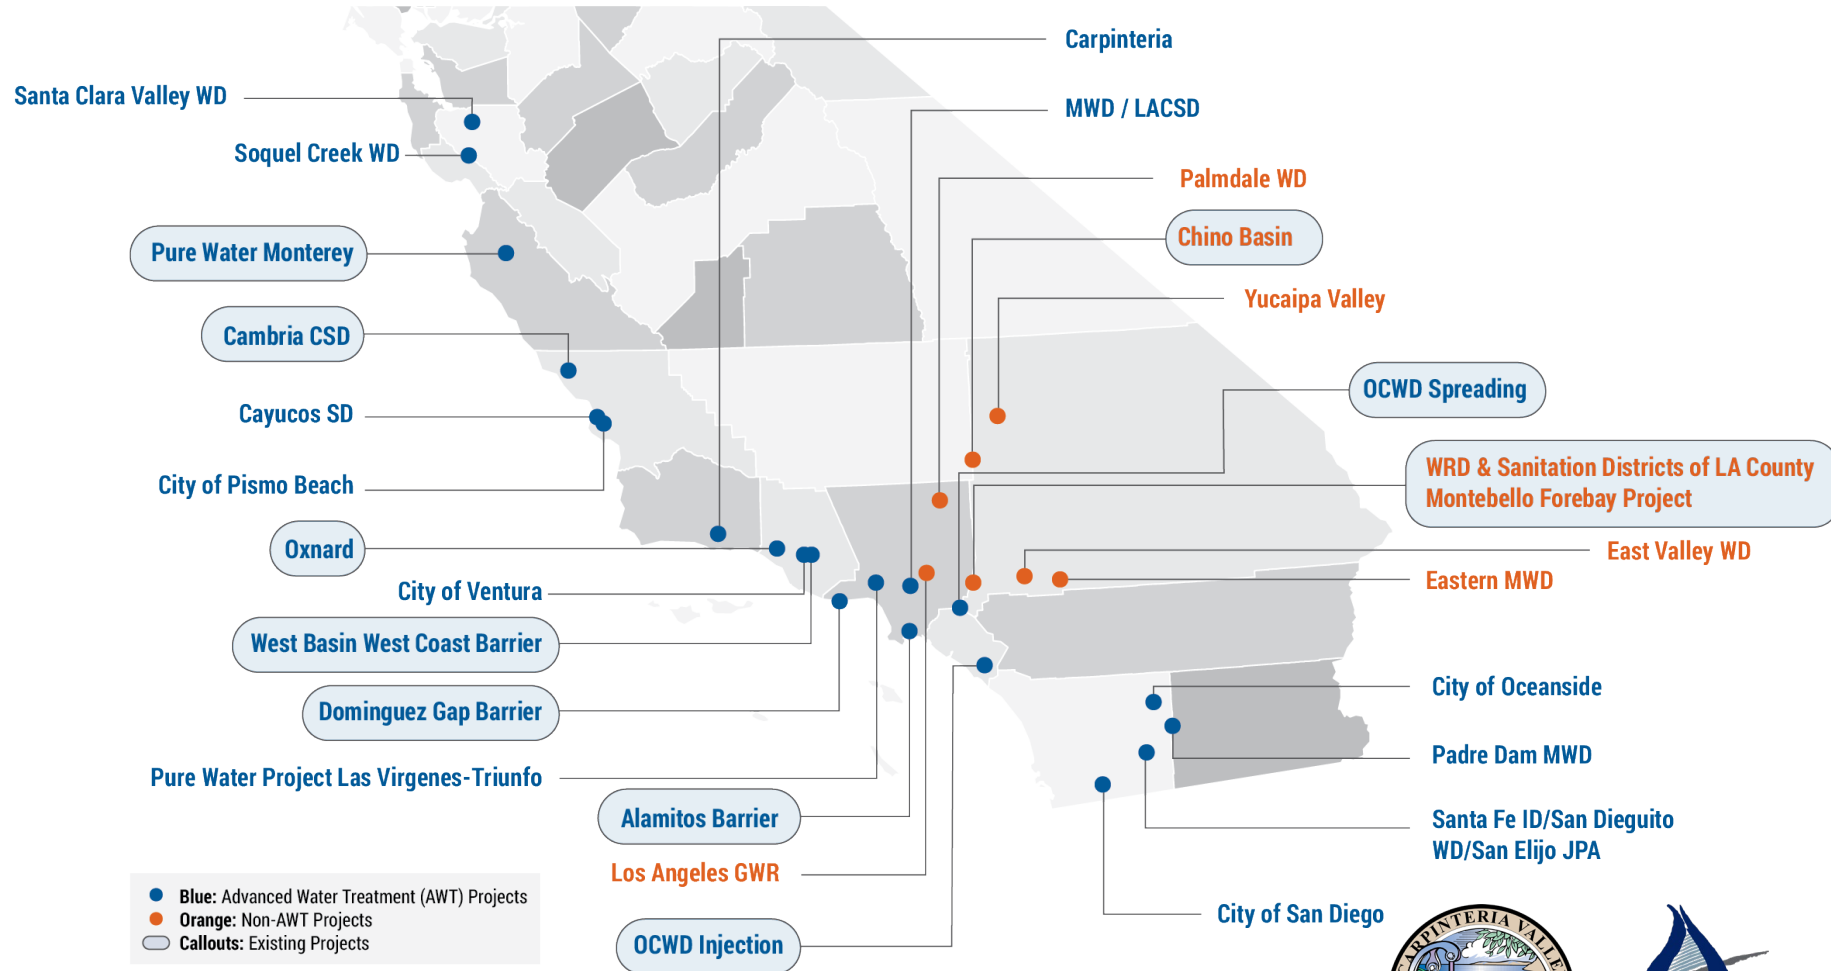 Carpinteria
Santa Clara Valley WD
MWD / LACSD
Soquel Creek WD
Palmdale WD
Chino Basin
Pure Water Monterey
Yucaipa Valley
Cambria CSD
OCWD Spreading
Cayucos SD
WRD & Sanitation Districts of LA County
Montebello Forebay Project
City of Pismo Beach
Oxnard
East Valley WD
Eastern MWD
City of Ventura
West Basin West Coast Barrier
City of Oceanside
Dominguez Gap Barrier
Padre Dam MWD
Pure Water Project Las Virgenes-Triunfo
Alamitos Barrier
Santa Fe ID/San Dieguito
WD/San Elijo JPA
Los Angeles GWR
City of San Diego
OCWD Injection
Blue: Advanced Water Treatment (AWT) Projects
Orange: Non-AWT Projects
Callouts: Existing Projects
CARPINTERIA VALLE